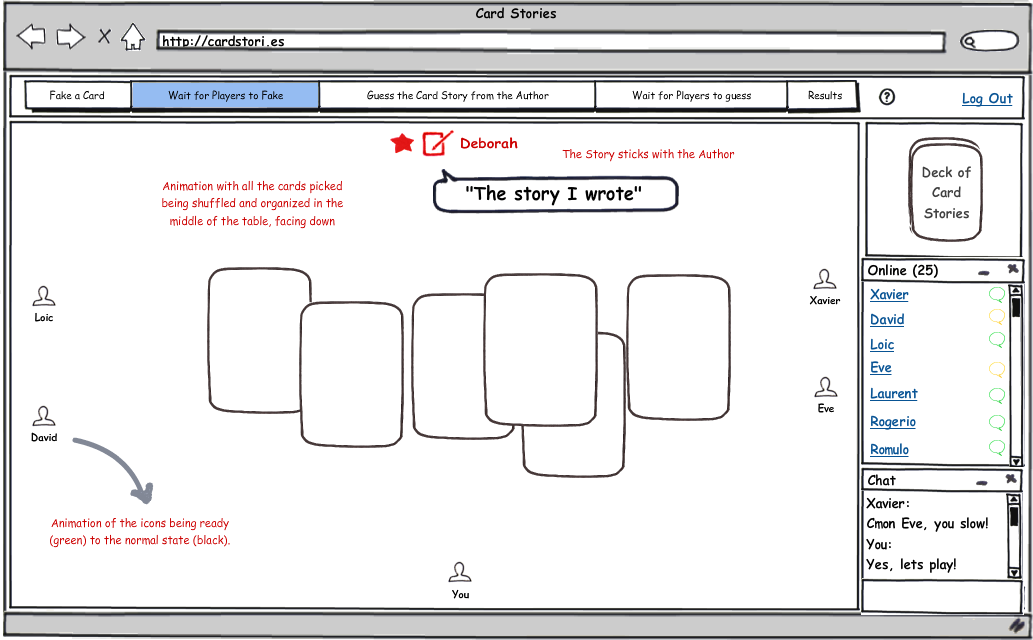 Card Stories
http://cardstori.es
Fake a Card
Wait for Players to Fake
Guess the Card Story from the Author
Wait for Players to guess
Results
?
Log Out
Deborah
The Story sticks with the Author
"The story I wrote"
Animation with all the cards picked
being shuffled and organized in the
middle of the table, facing down
Loic
David
Xavier
Eve
Animation of the icons being ready
(green) to the normal state (black).
You
Deck of
Card
Stories
Online (25)
Xavier
David
Loic
Eve
Laurent
Rogerio
Romulo
Chat
Xavier:
Cmon Eve, you slow!
You:
Yes, lets play!